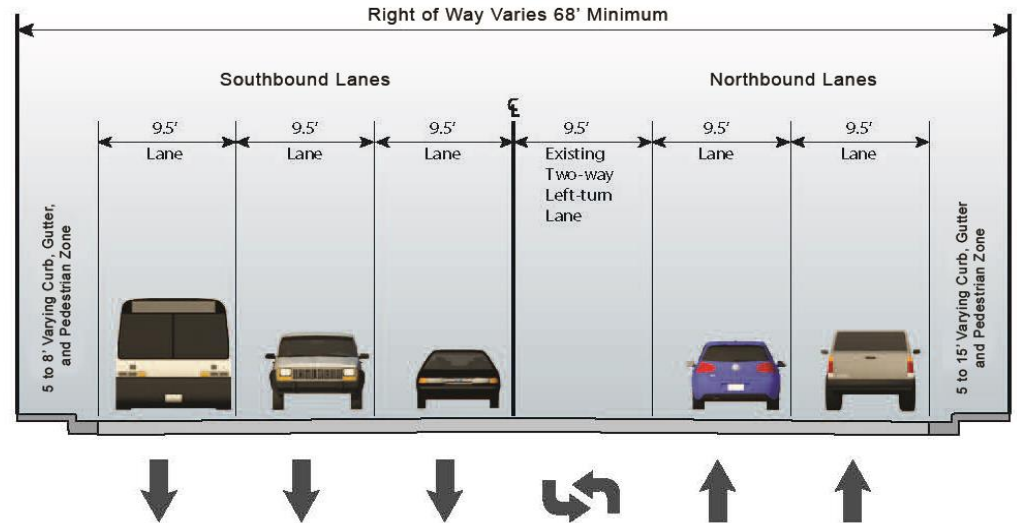 Right of Way Varies 68’ Minimum
Southbound Lanes
Northbound Lanes
℄
9.5’
Lane
9.5’
Lane
9.5’
Lane
9.5’
Existing
Two-way
Left-turn
Lane
9.5’
Lane
9.5’
Lane
5 to 8’ Varying Curb, Gutter,
and Pedestrian Zone
5 to 15’ Varying Curb, Gutter
and Pedestrian Zone